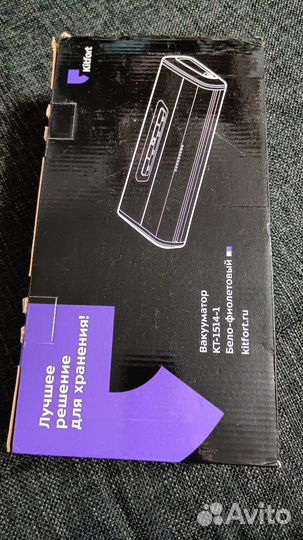 Kitfort
Вакууматор
КТ-1514-1
Бело-фиолетовый
kitfort.ru
Лучшее
решение
для хранения!
Avito